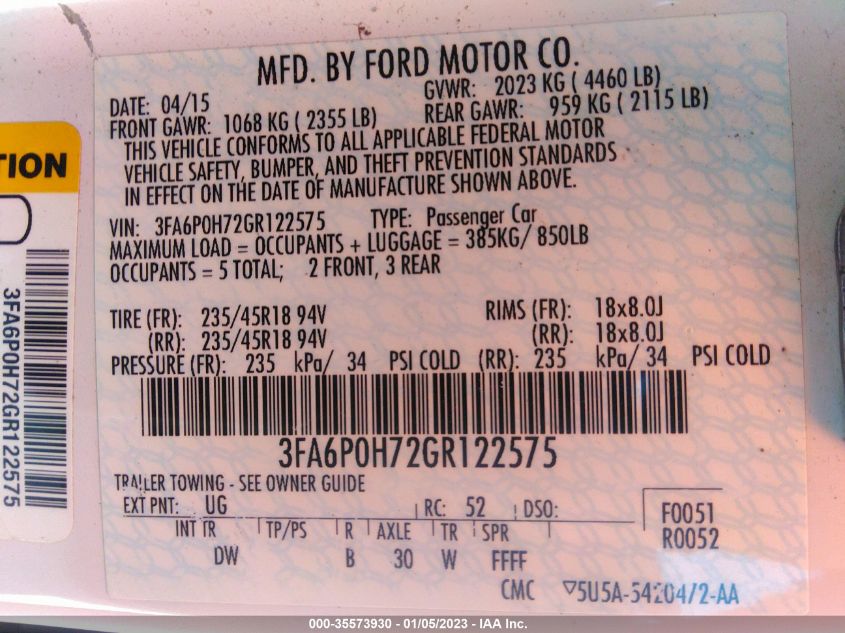 MFD. BY FORD MOTOR CO.
DATE: 04/15 GVWR: 2023 KG ( 4460 LB)
FRONT GAWR: 1068 KG ( 2355 LB) REAR GAWR: 959 KG ( 2115 LB)
THIS VEHICLE CONFORMS TO ALL APPLICABLE FEDERAL MOTOR
VEHICLE SAFETY, BUMPER, AND THEFT PREVENTION STANDARDS
IN EFFECT ON THE DATE OF MANUFACTURE SHOWN ABOVE.
VIN: 3FA6P0H72GR122575 TYPE: Passenger Car
MAXIMUM LOAD = OCCUPANTS + LUGGAGE = 385KG/ 850LB
OCCUPANTS = 5 TOTAL; 2 FRONT, 3 REAR
TIRE (FR): 235/45R18 94V RIMS (FR): 18x8.0J
(RR): 235/45R18 94V (RR): 18x8.0J
PRESSURE (FR): 235 kPa/ 34 PSI COLD (RR): 235 kPa/ 34 PSI COLD
3FA6P0H72GR122575
TRAILER TOWING - SEE OWNER GUIDE
EXT PNT: UG RC: 52 DSO: F0051
INT TR TP/PS R AXLE TR SPR R0052
DW B 30 W FFFF
CMC 5U5A-54204/2-AA
TION
3FA6P0H72GR122575
000-35573930 - 01/05/2023 - IAA Inc.